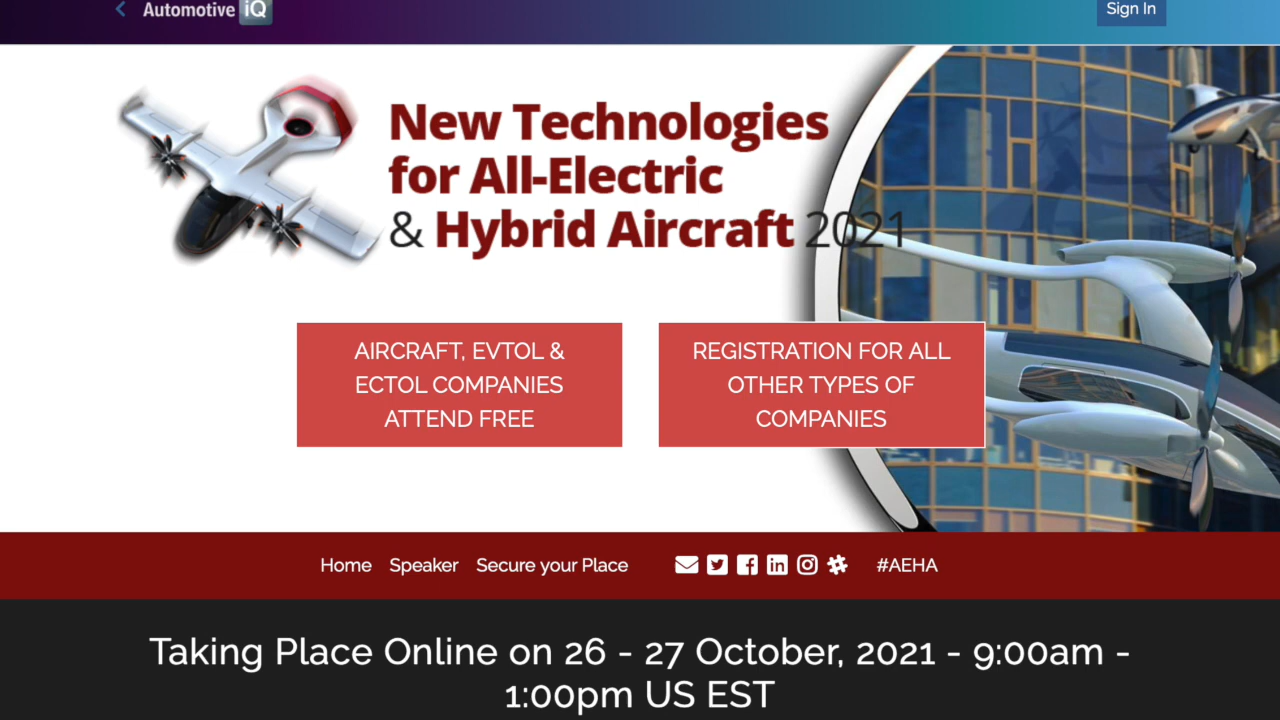 Automotive iQ
Sign In
New Technologies
for All-Electric
& Hybrid Aircraft 2021
AIRCRAFT, EVTOL &
ECTOL COMPANIES
ATTEND FREE
REGISTRATION FOR ALL
OTHER TYPES OF
COMPANIES
Home Speaker Secure your Place #AEHA
Taking Place Online on 26 - 27 October, 2021 - 9:00am -
1:00pm US EST